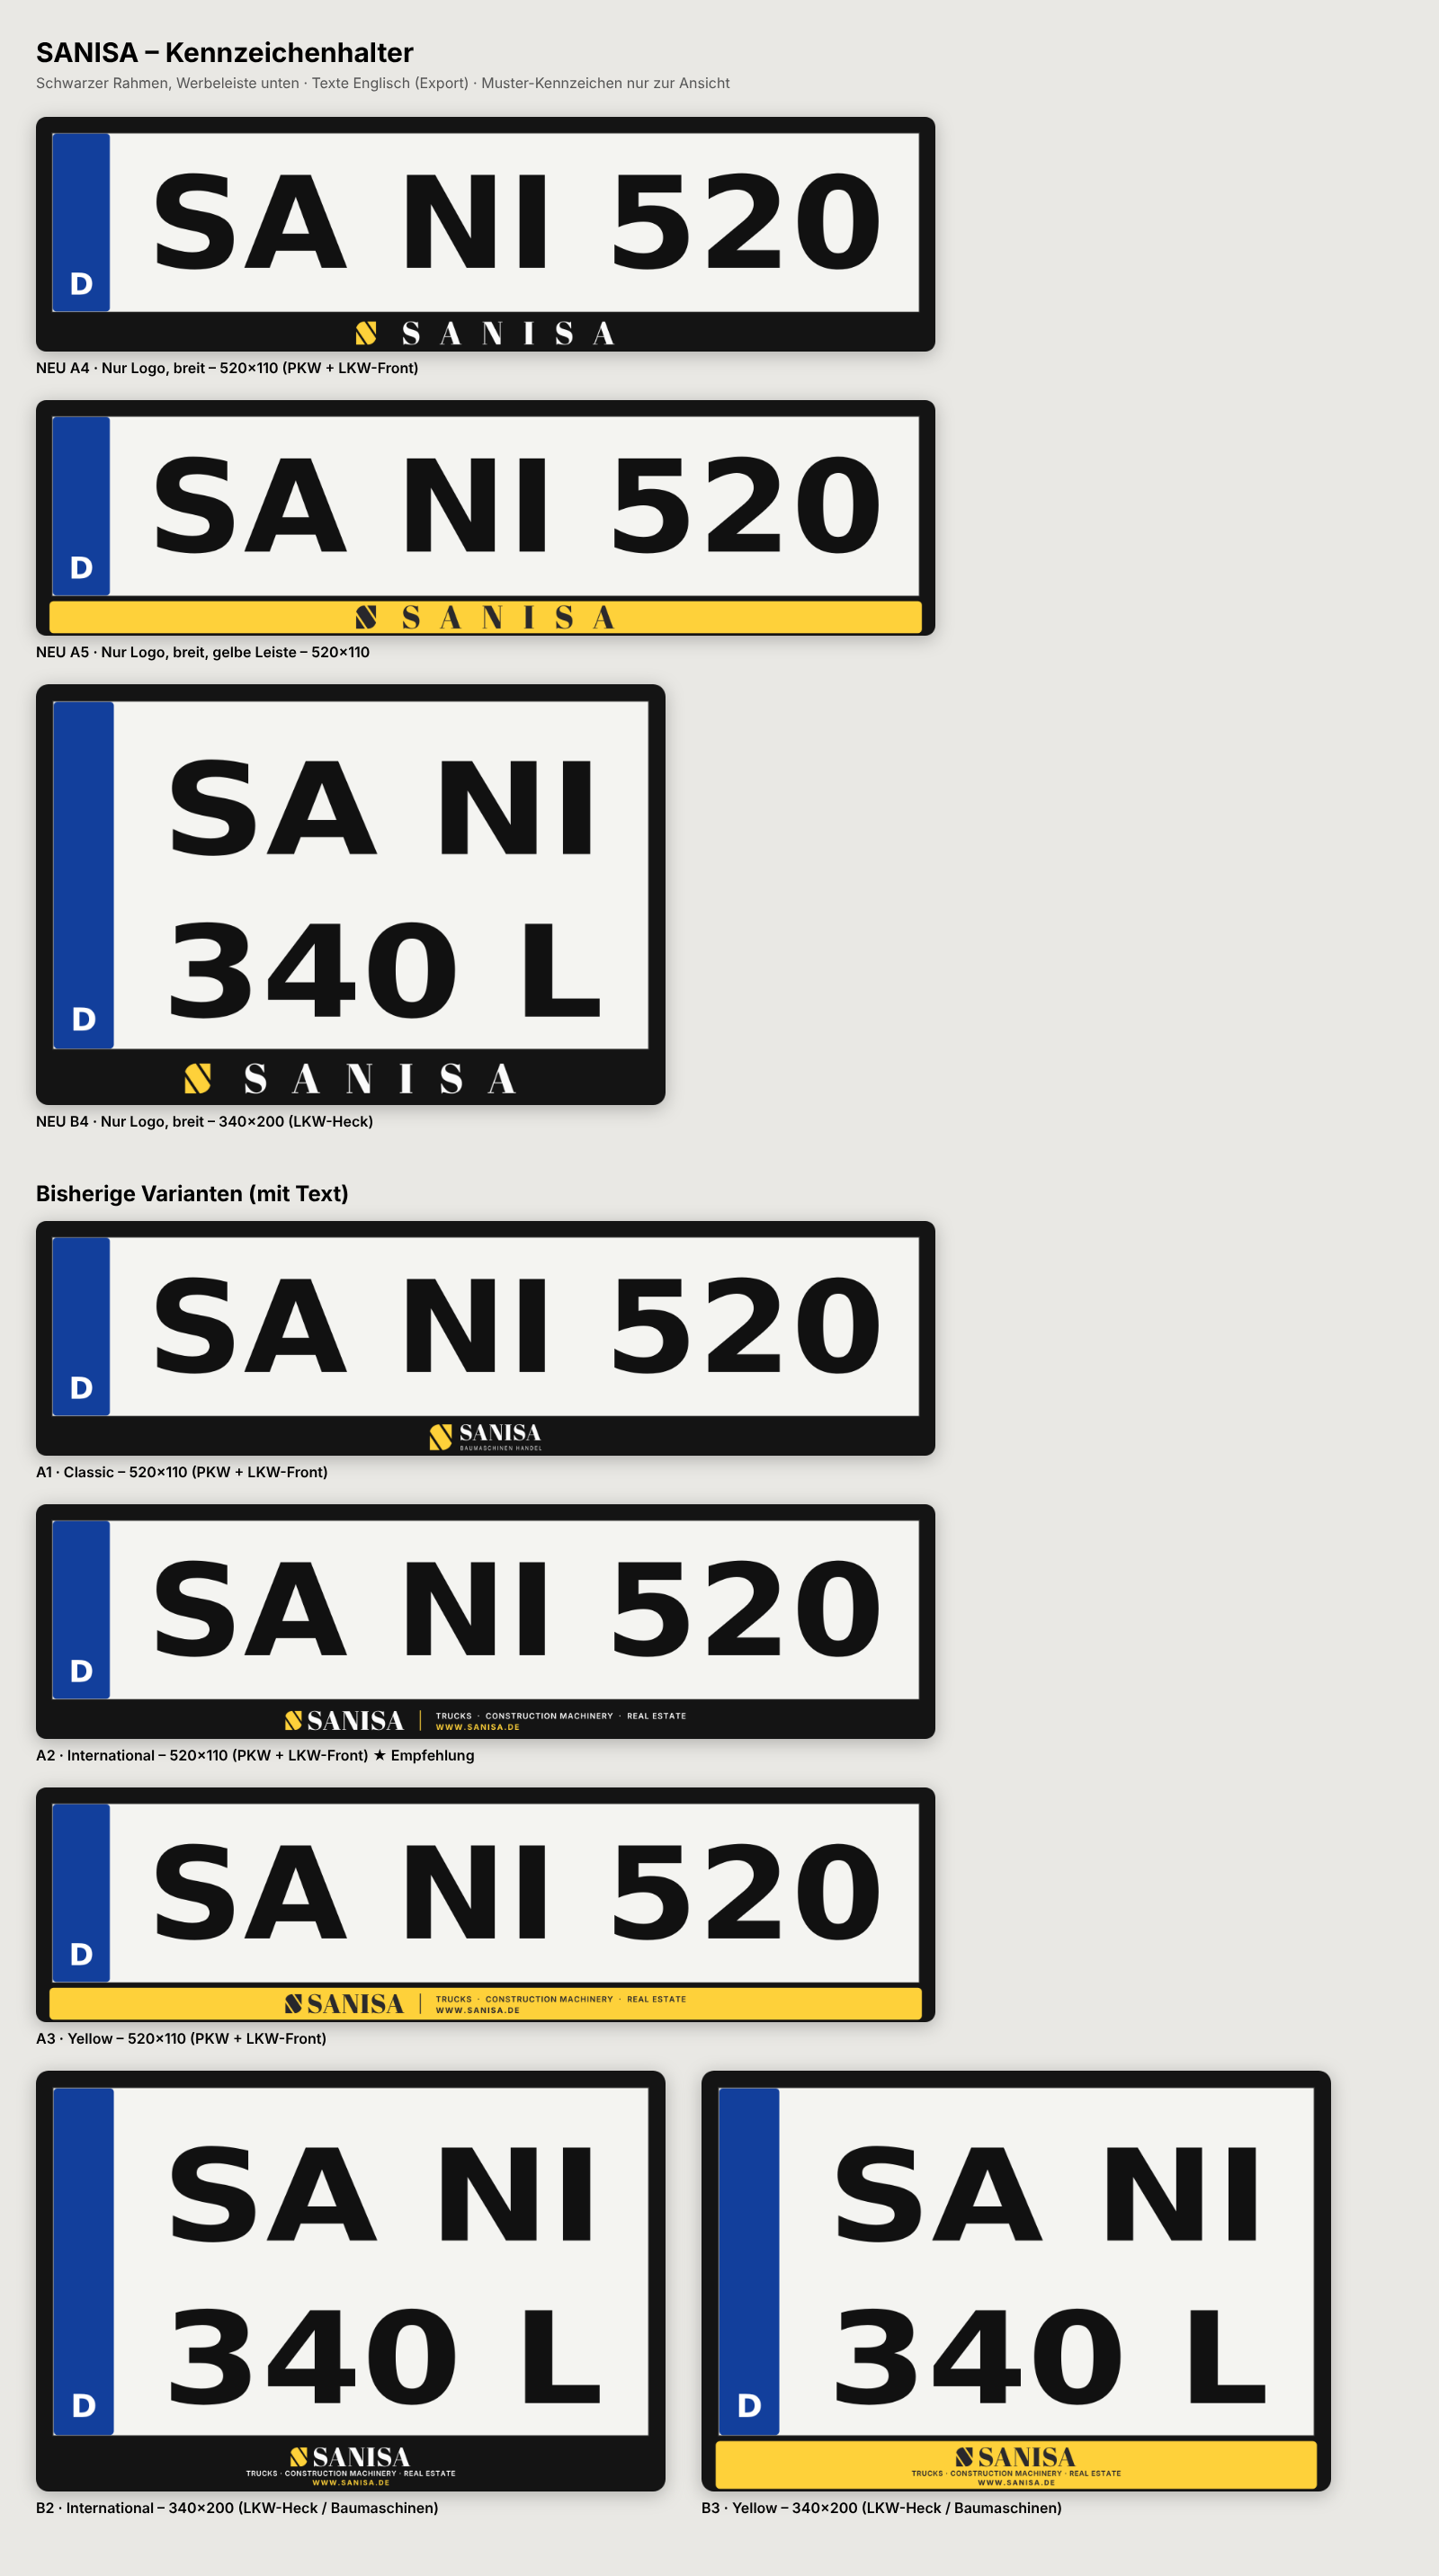 SANISA – Kennzeichenhalter
Schwarzer Rahmen, Werbeleiste unten · Texte Englisch (Export) · Muster-Kennzeichen nur zur Ansicht
SA NI 520
D
SANISA
NEU A4 · Nur Logo, breit – 520×110 (PKW + LKW-Front)
SA NI 520
D
SANISA
NEU A5 · Nur Logo, breit, gelbe Leiste – 520×110
SA NI
340 L
D
SANISA
NEU B4 · Nur Logo, breit – 340×200 (LKW-Heck)
Bisherige Varianten (mit Text)
SA NI 520
D
SANISA
BAUMASCHINEN HANDEL
A1 · Classic – 520×110 (PKW + LKW-Front)
SA NI 520
D
SANISA
TRUCKS · CONSTRUCTION MACHINERY · REAL ESTATE
WWW.SANISA.DE
A2 · International – 520×110 (PKW + LKW-Front) ★ Empfehlung
SA NI 520
D
SANISA
TRUCKS · CONSTRUCTION MACHINERY · REAL ESTATE
WWW.SANISA.DE
A3 · Yellow – 520×110 (PKW + LKW-Front)
SA NI
340 L
D
SANISA
TRUCKS · CONSTRUCTION MACHINERY · REAL ESTATE
WWW.SANISA.DE
B2 · International – 340×200 (LKW-Heck / Baumaschinen)
SA NI
340 L
D
SANISA
TRUCKS · CONSTRUCTION MACHINERY · REAL ESTATE
WWW.SANISA.DE
B3 · Yellow – 340×200 (LKW-Heck / Baumaschinen)